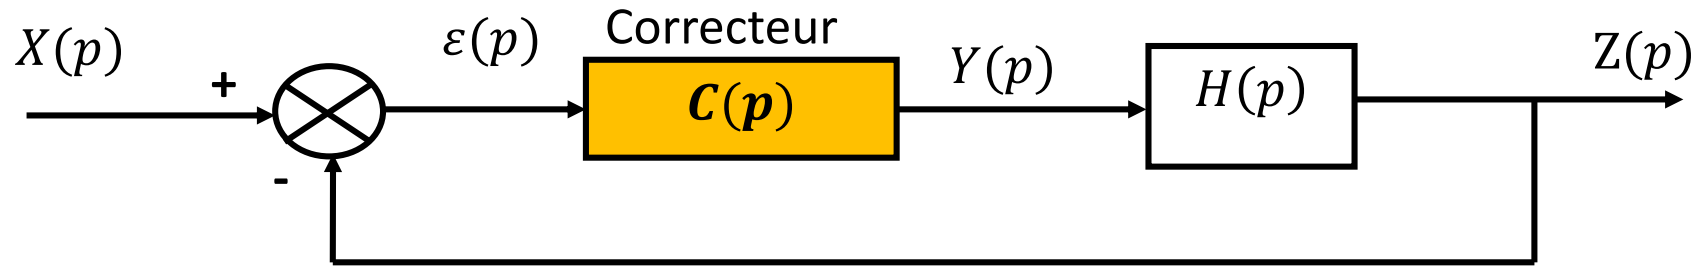 X(p)
+
-
ε(p)
Correcteur
C(p)
Y(p)
H(p)
Z(p)